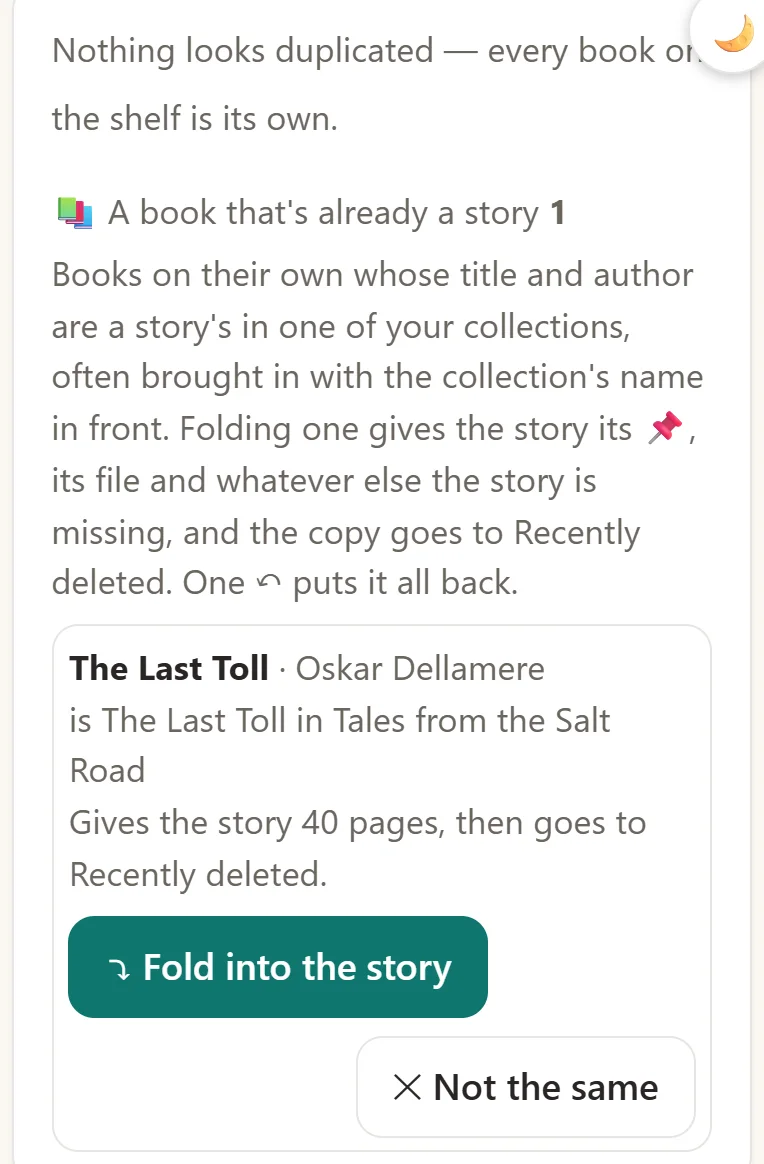 Nothing looks duplicated — every book on
the shelf is its own.
📚 A book that's already a story 1
Books on their own whose title and author
are a story's in one of your collections,
often brought in with the collection's name
in front. Folding one gives the story its 📌,
its file and whatever else the story is
missing, and the copy goes to Recently
deleted. One ↶ puts it all back.
The Last Toll · Oskar Dellamere
is The Last Toll in Tales from the Salt
Road
Gives the story 40 pages, then goes to
Recently deleted.
⤵ Fold into the story
✕ Not the same